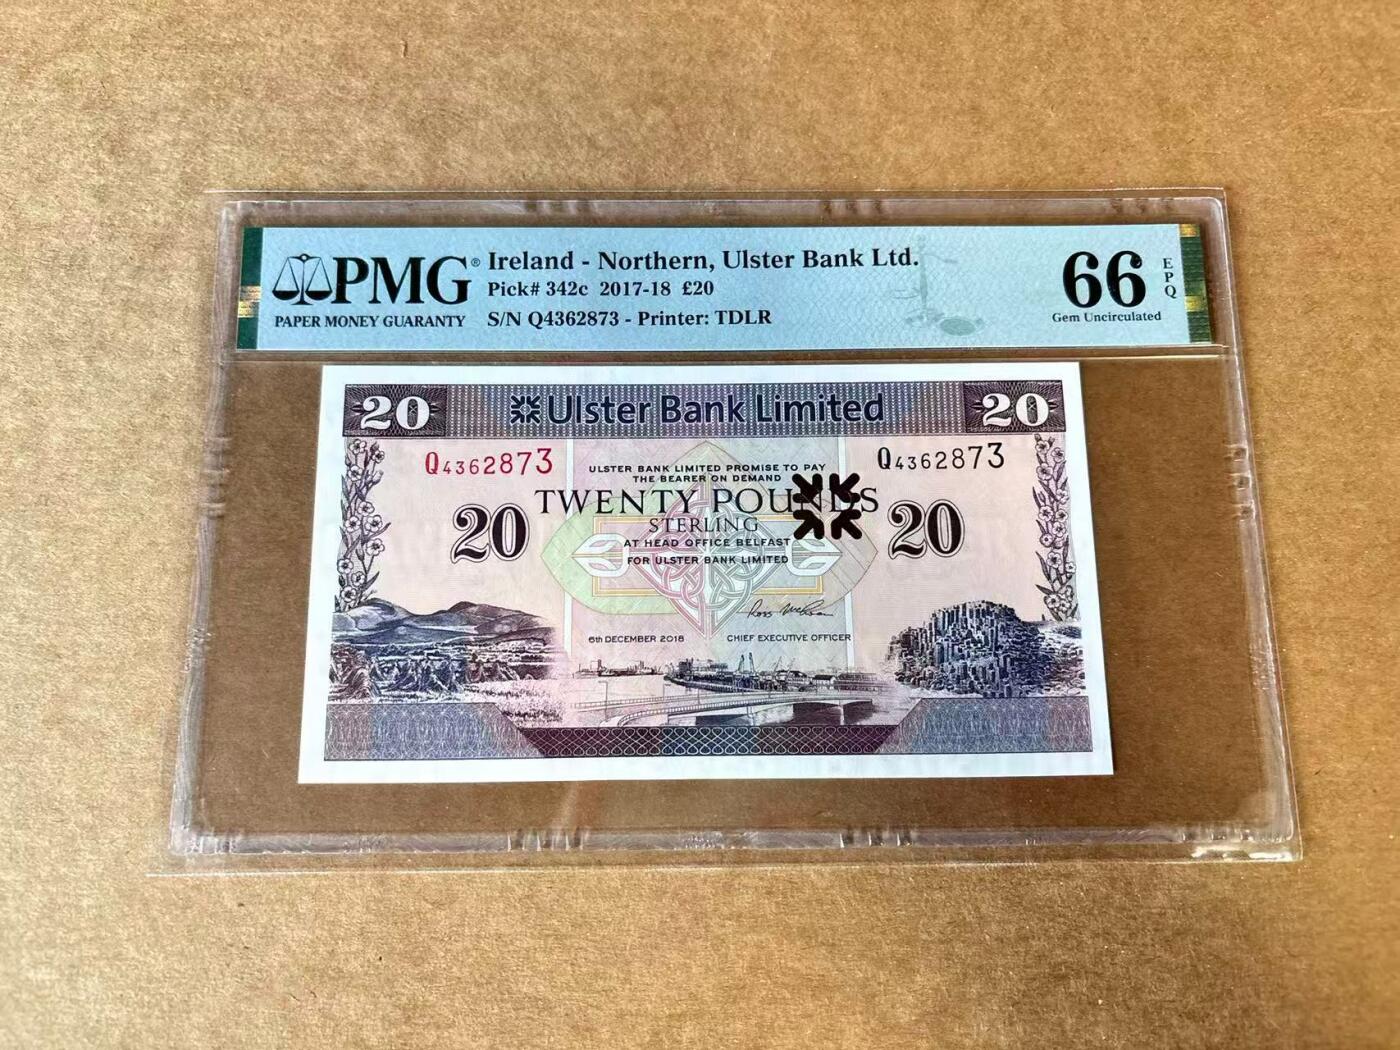 PMG®
PAPER MONEY GUARANTY
Ireland - Northern, Ulster Bank Ltd.
Pick# 342c 2017-18 £20
S/N Q4362873 - Printer: TDLR
66
EPQ
Gem Uncirculated
20
Ulster Bank Limited
20
Q4362873
Q4362873
ULSTER BANK LIMITED PROMISE TO PAY
THE BEARER ON DEMAND
TWENTY POUNDS
STERLING
20
20
AT HEAD OFFICE BELFAST
FOR ULSTER BANK LIMITED
6th DECEMBER 2018
CHIEF EXECUTIVE OFFICER